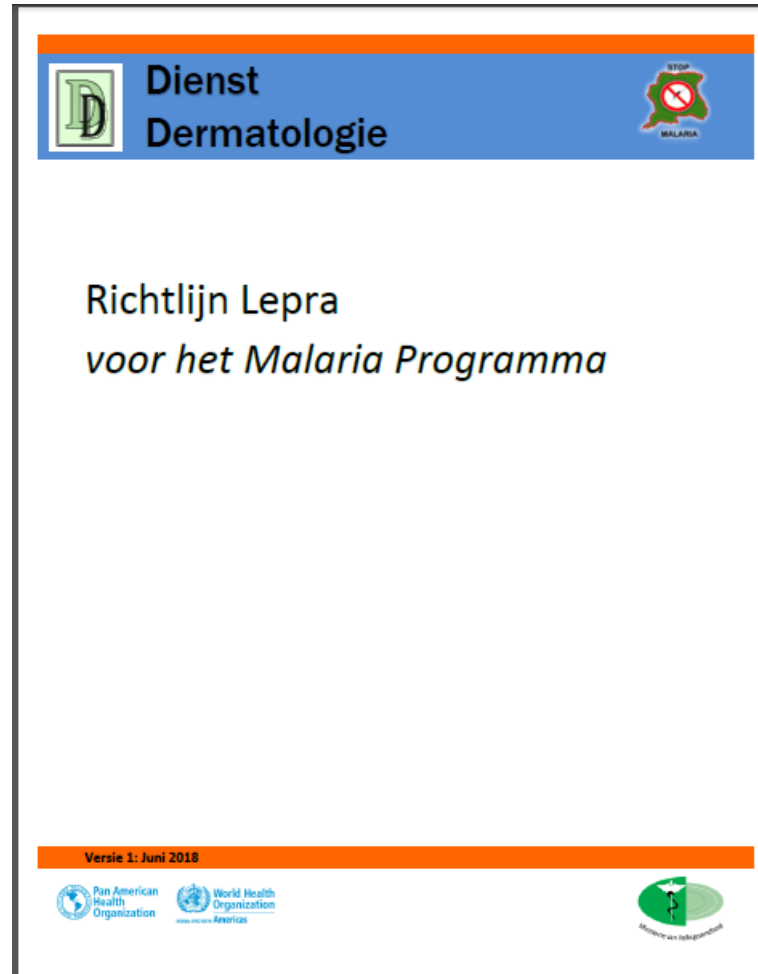 Dienst
Dermatologie
STOP
MALARIA
Richtlijn Lepra
voor het Malaria Programma
Versie 1: Juni 2018
Pan American
Health
Organization
World Health
Organization
Americas